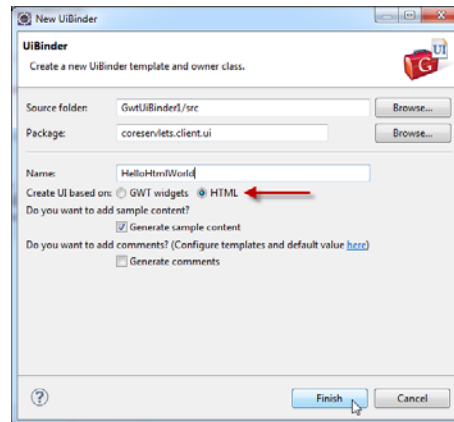 New UiBinder
UiBinder
Create a new UiBinder template and owner class.
UI
G
Source folder: GwtUiBinder1/src Browse...
Package: coreservlets.client.ui Browse...
Name: HelloHtmlWorld
Create UI based on: GWT widgets HTML
Do you want to add sample content?
Generate sample content
Do you want to add comments? (Configure templates and default value here)
Generate comments
? Finish Cancel